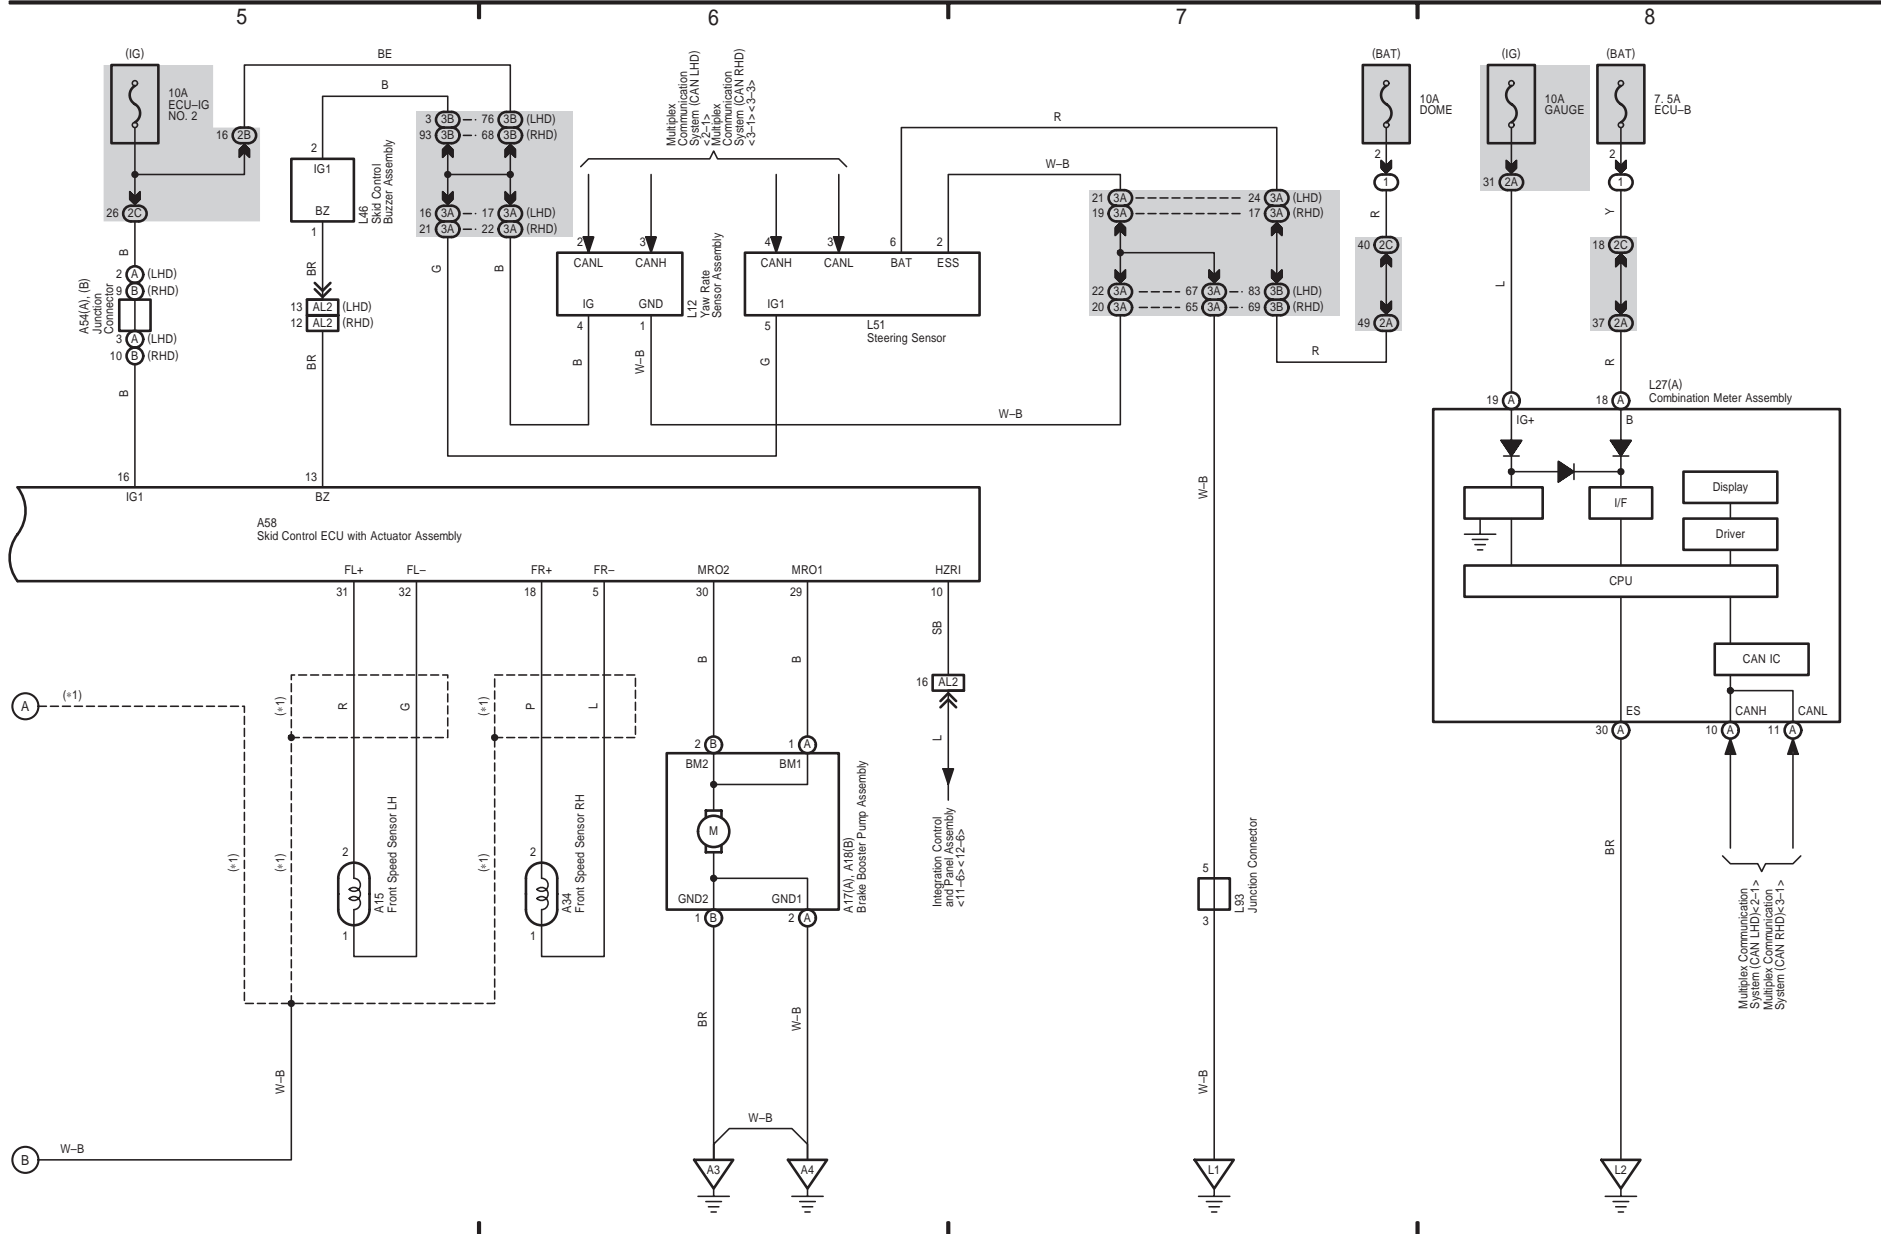 5
6
7
8
(IG)
10A
ECU–IG
NO. 2
16 2B
26 2C
B
2 A (LHD)
9 B (RHD)
A54(A), (B)
Junction
Connector
3 A (LHD)
10 B (RHD)
B
16
IG1
BE
B
2
IG1
BZ
1
L46
Skid Control
Buzzer Assembly
BR
13 AL2 (LHD)
12 AL2 (RHD)
BR
13
BZ
3 3B 76 3B (LHD)
93 3B 68 3B (RHD)
16 3A 17 3A (LHD)
21 3A 22 3A (RHD)
G
B
Multiplex
Communication
System (CAN LHD)
<2–1>
Multiplex
Communication
System (CAN RHD)
<3–1><3–3>
2
3
CANL
CANH
IG
GND
4
1
L12
Yaw Rate
Sensor Assembly
B
W–B
4
3
6
2
CANH
CANL
BAT
ESS
IG1
5
L51
Steering Sensor
G
R
W–B
W–B
21 3A 24 3A (LHD)
19 3A 17 3A (RHD)
22 3A 67 3A 83 3B (LHD)
20 3A 65 3A 69 3B (RHD)
R
(BAT)
10A
DOME
2
1
R
40 2C
49 2A
(IG)
10A
GAUGE
31 2A
L
(BAT)
7. 5A
ECU–B
2
1
Y
18 2C
37 2A
R
L27(A)
Combination Meter Assembly
19 A
18 A
IG+
B
I/F
Display
Driver
CPU
CAN IC
ES
CANH
CANL
30 A
10 A
11 A
BR
Multiplex Communication
System (CAN LHD)<2–1>
Multiplex Communication
System (CAN RHD)<3–1>
L2
A58
Skid Control ECU with Actuator Assembly
FL+
FL–
FR+
FR–
MRO2
MRO1
HZRI
31
32
18
5
30
29
10
SB
B
B
16 AL2
L
Integration Control
and Panel Assembly
<11–6><12–6>
A
(*1)
(*1)
R
G
(*1)
P
L
(*1)
(*1)
(*1)
2
1
A15
Front Speed Sensor LH
2
1
A34
Front Speed Sensor RH
2 B
1 A
BM2
BM1
M
GND2
GND1
1 B
2 A
A17(A), A18(B)
Brake Booster Pump Assembly
BR
W–B
W–B
A3
A4
W–B
B
W–B
W–B
5
3
L93
Junction Connector
W–B
L1